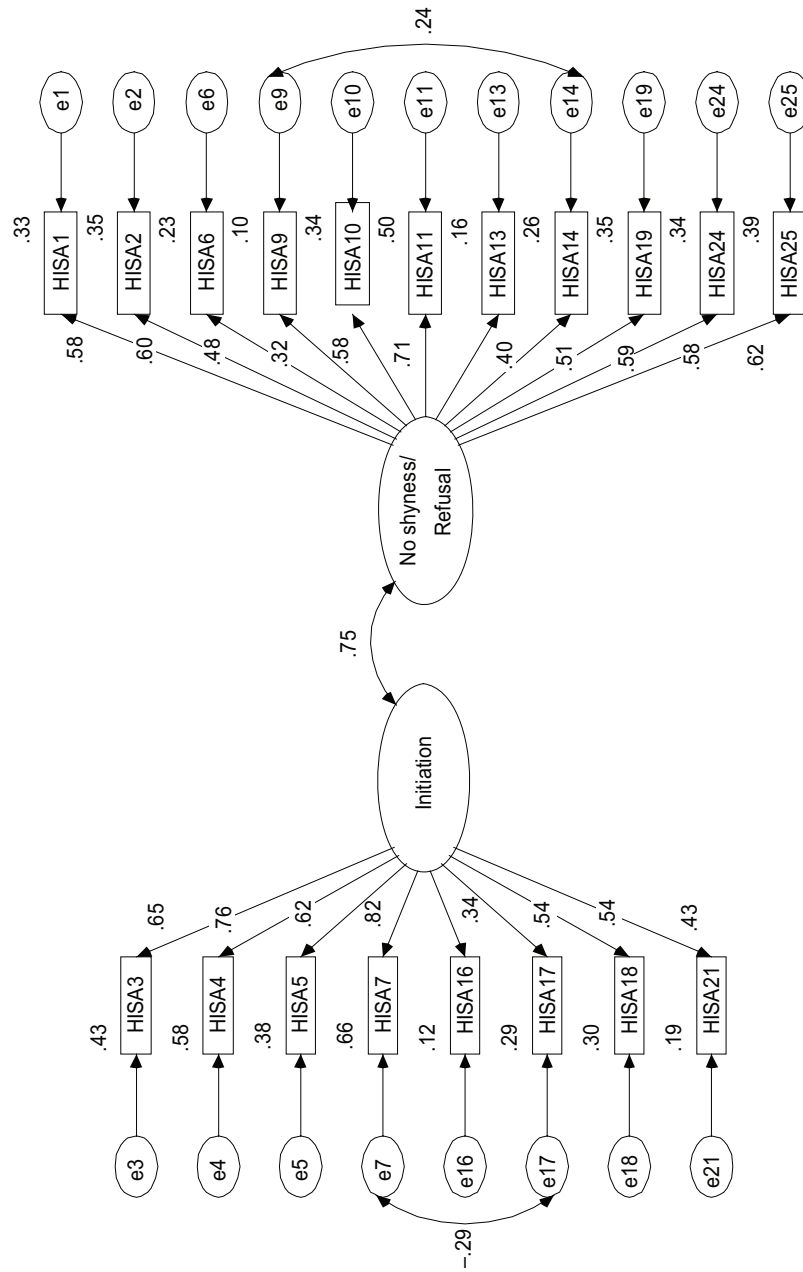 .33
.58 HISA1 e1
.43 .35
e3 HISA3 .65 .60 HISA2 e2
.58 .23
e4 HISA4 .76 .48 HISA6 e6
.38 .10
e5 HISA5 .62 .32 HISA9 e9
.66 .34
e7 HISA7 .82 .58 HISA10 e10
.75
.50
.12 .71
Initiation
No shyness/
Refusal
HISA11 e11
.24
e16 HISA16
.16
–.29
.29 .34 HISA13 e13
e17 HISA17 .54 .40 .26
HISA14 e14
.30 .51 .35
e18 HISA18 .54 .59 HISA19 e19
.19 .34
e21 HISA21 .43 .58 HISA24 e24
.39
.62 HISA25 e25